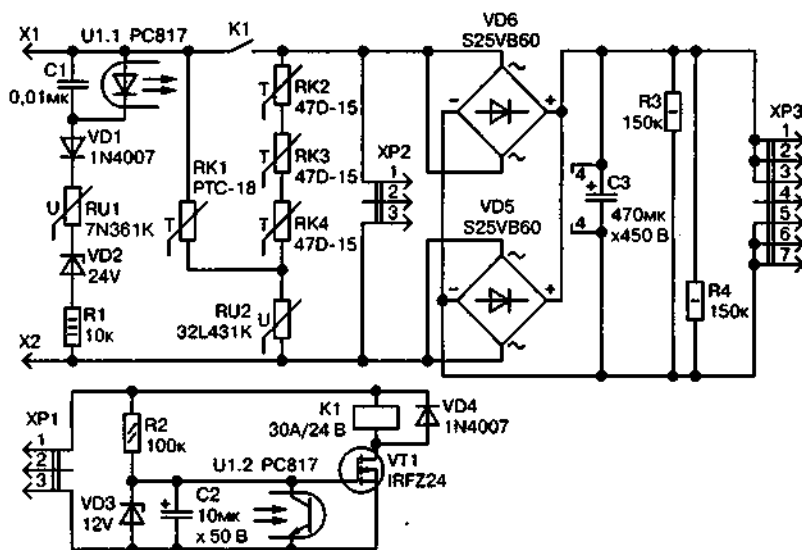 X1
U1.1 PC817
K1
VD6
S25VB60
C1
0,01мк
T
RK2
47D-15
VD1
1N4007
T
RK3
47D-15
XP2
1
2
3
RK1
PTC-18
T
T
RK4
47D-15
U
RU1
7N361K
VD2
24V
VD5
S25VB60
R1
10к
RU2
32L431K
U
X2
-
+
~
~
4
4
+
C3
470мк
x450 В
R3
150к
R4
150к
XP3
1
2
3
4
5
6
7
-
+
~
~
XP1
1
2
3
R2
100к
K1
30A/24 В
VD4
1N4007
U1.2 PC817
VT1
IRFZ24
VD3
12V
+
C2
10мк
x 50 В